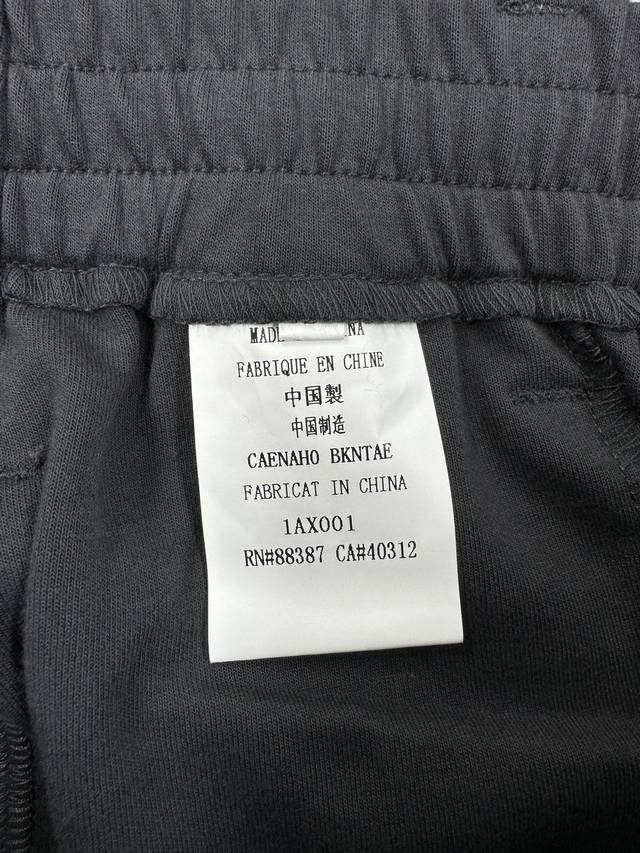 FABRIQUE EN CHINE
中国製
中国制造
CAENAHO BKNTAE
FABRICAT IN CHINA
1AX001
RN#88387 CA#40312